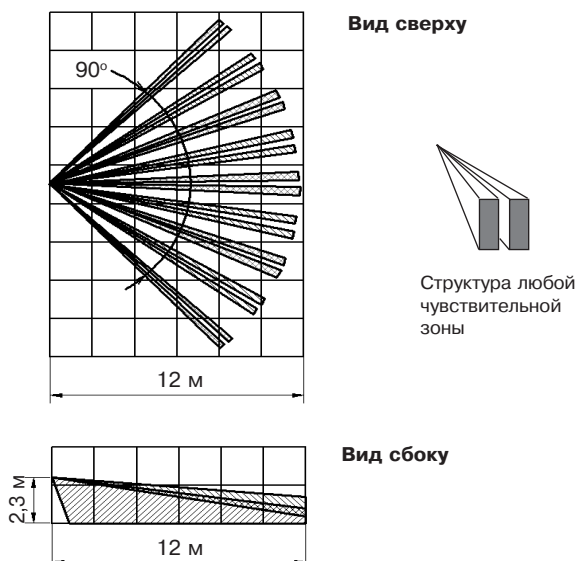 Вид сверху
90°
Структура любой
чувствительной
зоны
12 м
Вид сбоку
2,3 м
12 м